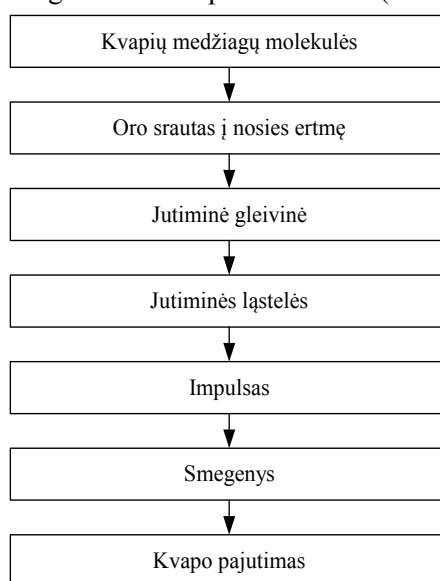 Kvapių medžiagų molekulės
Oro srautas į nosies ertmę
Jutiminė gleivinė
Jutiminės ląstelės
Impulsas
Smegenys
Kvapo pajutimas